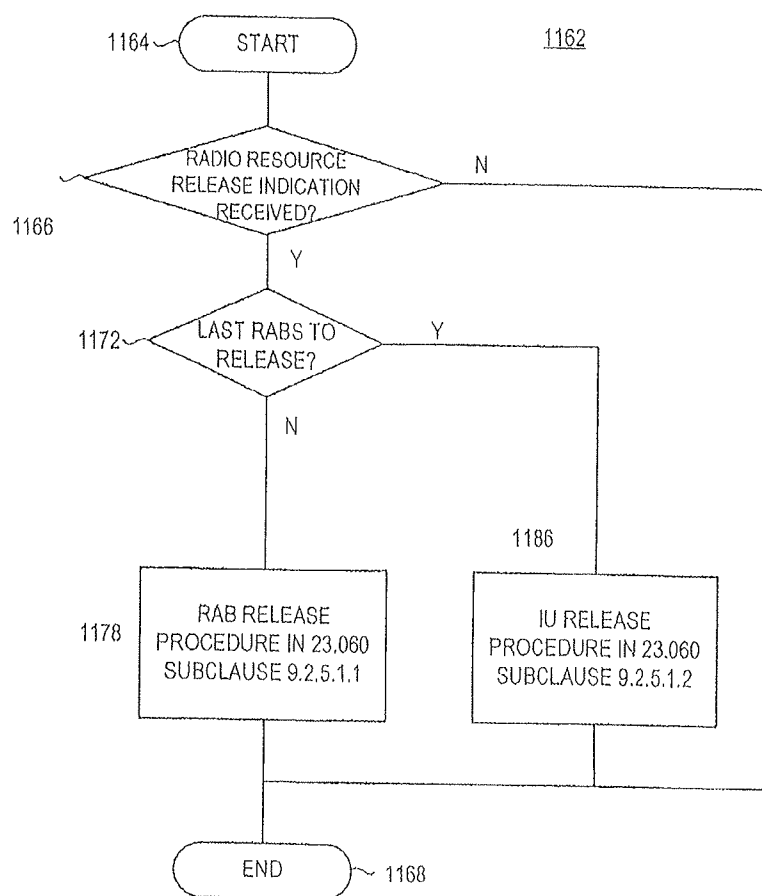 1164
START
1162
RADIO RESOURCE
RELEASE INDICATION
RECEIVED?
N
1166
Y
1172
LAST RABS TO
RELEASE?
Y
N
1186
1178
RAB RELEASE
PROCEDURE IN 23.060
SUBCLAUSE 9.2.5.1.1
IU RELEASE
PROCEDURE IN 23.060
SUBCLAUSE 9.2.5.1.2
END
1168